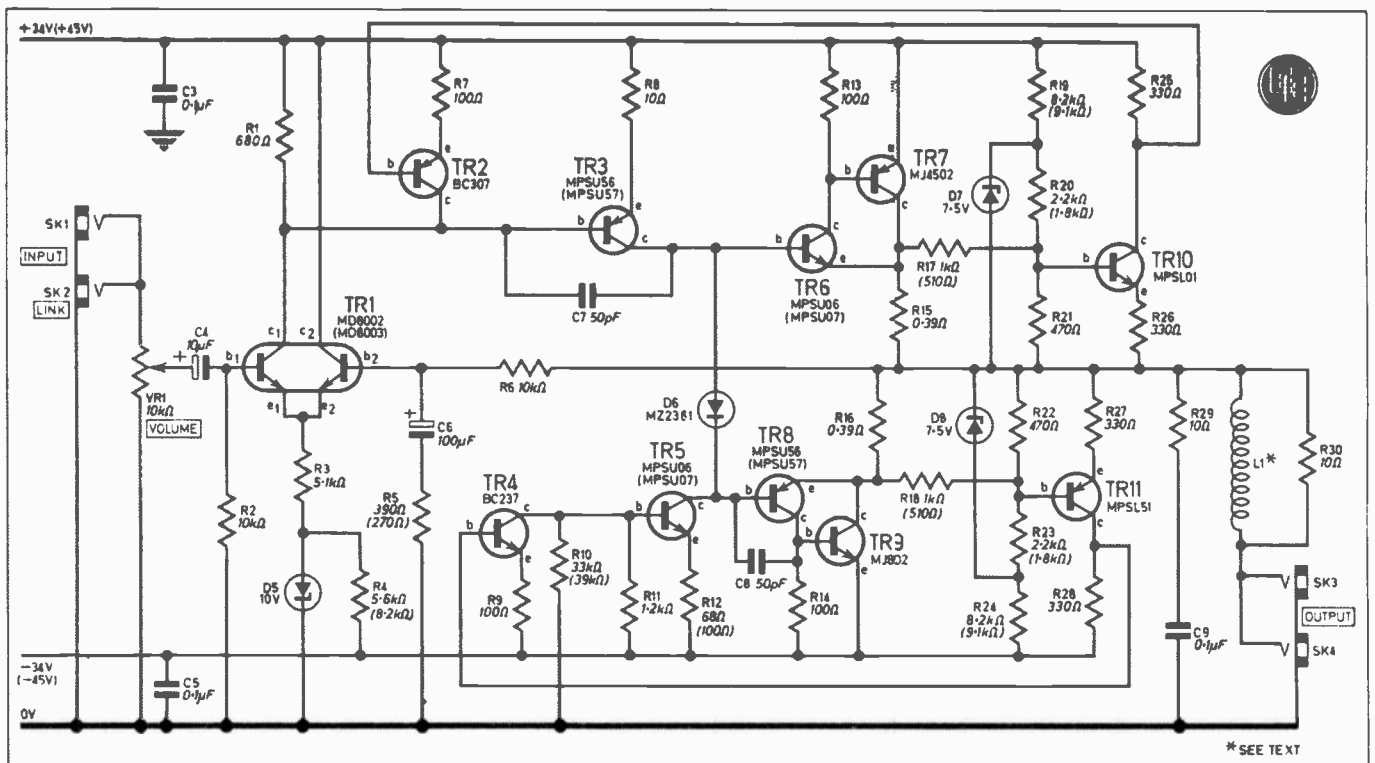 +34V(+45V)
C3
0·1µF
R1
680Ω
R7
100Ω
R8
10Ω
R13
100Ω
R19
8·2kΩ
(9·1kΩ)
R25
330Ω
b
e
c
TR2
BC307
TR3
MPSU56
(MPSU57)
b
e
c
C7 50pF
TR7
MJ4502
b
e
c
TR6
MPSU06
(MPSU07)
b
c
e
R17 1kΩ
(510Ω)
R15
0·39Ω
D7
7·5V
R20
2·2kΩ
(1·8kΩ)
R21
470Ω
TR10
MPSL01
b
c
e
R26
330Ω
SK1
INPUT
SK2
LINK
VR1
10kΩ
VOLUME
C4
10µF
+
TR1
MD8002
(MD8003)
c1
c2
b1
b2
e1
e2
R6 10kΩ
+
C6
100µF
R3
5·1kΩ
R2
10kΩ
D5
10V
R4
5·6kΩ
(8·2kΩ)
R5
390Ω
(270Ω)
TR4
BC237
b
c
e
R9
100Ω
R10
33kΩ
(39kΩ)
R11
1·2kΩ
D6
MZ2361
TR5
MPSU06
(MPSU07)
b
c
e
R12
68Ω
(100Ω)
TR8
MPSU56
(MPSU57)
b
e
c
C8 50pF
R14
100Ω
TR9
MJ802
b
c
e
R16
0·39Ω
R18 1kΩ
(510Ω)
D8
7·5V
R22
470Ω
R23
2·2kΩ
(1·8kΩ)
R24
8·2kΩ
(9·1kΩ)
R27
330Ω
TR11
MPSL51
b
e
c
R28
330Ω
R29
10Ω
C9
0·1µF
L1*
R30
10Ω
SK3
OUTPUT
SK4
-34V
(-45V)
C5
0·1µF
0V
*SEE TEXT